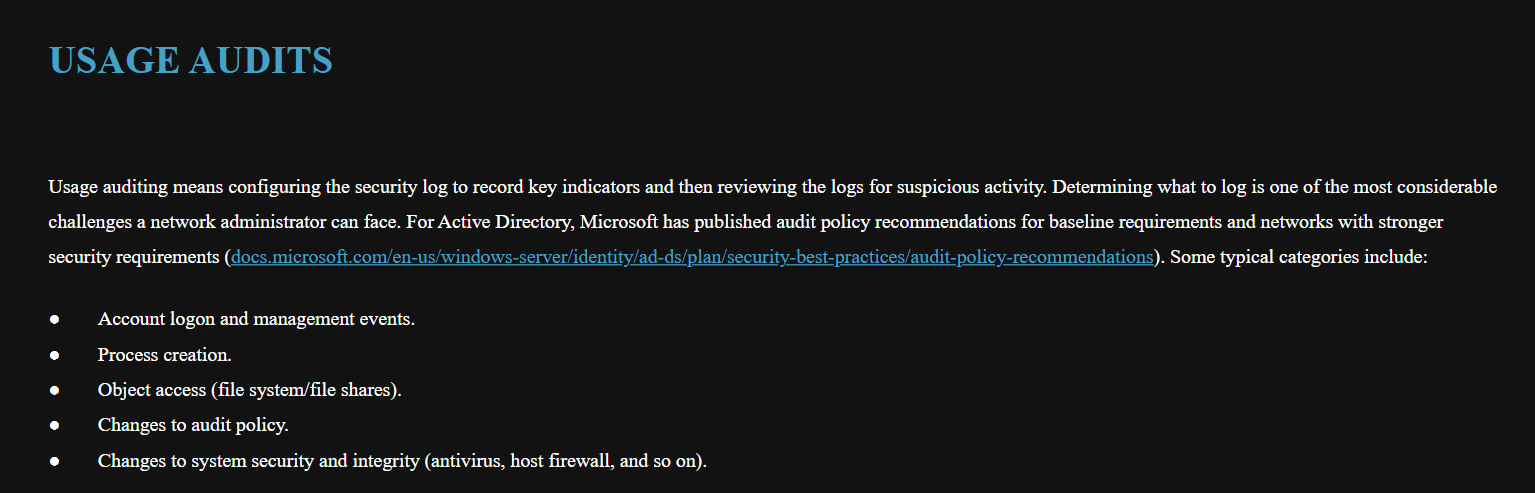 USAGE AUDITS
Usage auditing means configuring the security log to record key indicators and then reviewing the logs for suspicious activity. Determining what to log is one of the most considerable
challenges a network administrator can face. For Active Directory, Microsoft has published audit policy recommendations for baseline requirements and networks with stronger
security requirements (docs.microsoft.com/en-us/windows-server/identity/ad-ds/plan/security-best-practices/audit-policy-recommendations). Some typical categories include:
● Account logon and management events.
● Process creation.
● Object access (file system/file shares).
● Changes to audit policy.
● Changes to system security and integrity (antivirus, host firewall, and so on).